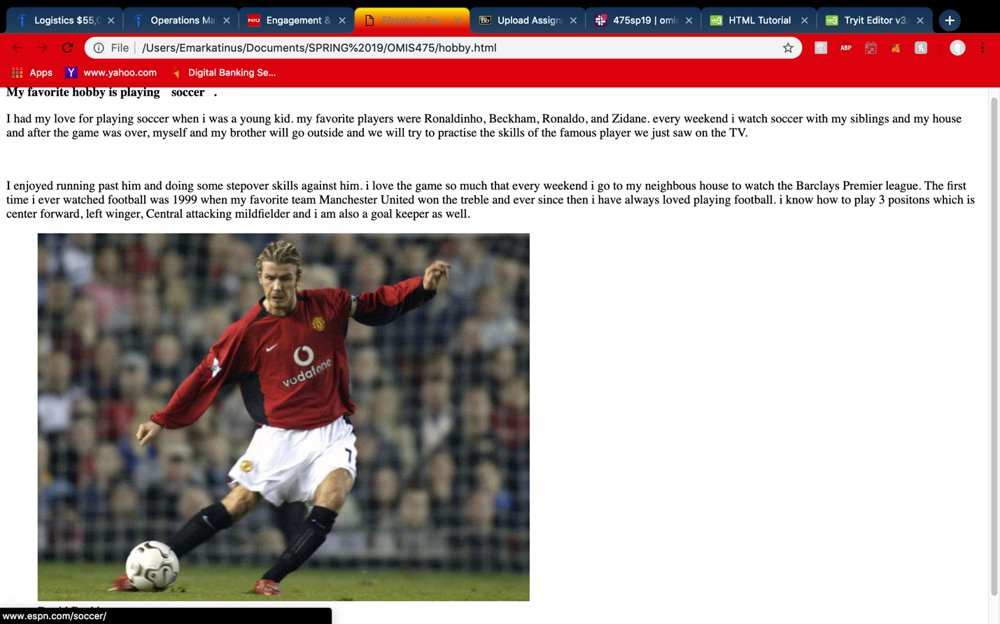 Logistics $55,0
Operations Ma
NIU Engagement &
Efetobo's Fav
Bb Upload Assign
475sp19 | omis
w3 HTML Tutorial
w3 Tryit Editor v3.
File /Users/Emarkatinus/Documents/SPRING%2019/OMIS475/hobby.html
ABP
Apps
Y www.yahoo.com
Digital Banking Se...
My favorite hobby is playing soccer .
I had my love for playing soccer when i was a young kid. my favorite players were Ronaldinho, Beckham, Ronaldo, and Zidane. every weekend i watch soccer with my siblings and my house
and after the game was over, myself and my brother will go outside and we will try to practise the skills of the famous player we just saw on the TV.
I enjoyed running past him and doing some stepover skills against him. i love the game so much that every weekend i go to my neighbous house to watch the Barclays Premier league. The first
time i ever watched football was 1999 when my favorite team Manchester United won the treble and ever since then i have always loved playing football. i know how to play 3 positons which is
center forward, left winger, Central attacking mildfielder and i am also a goal keeper as well.
vodafone
7
www.espn.com/soccer/